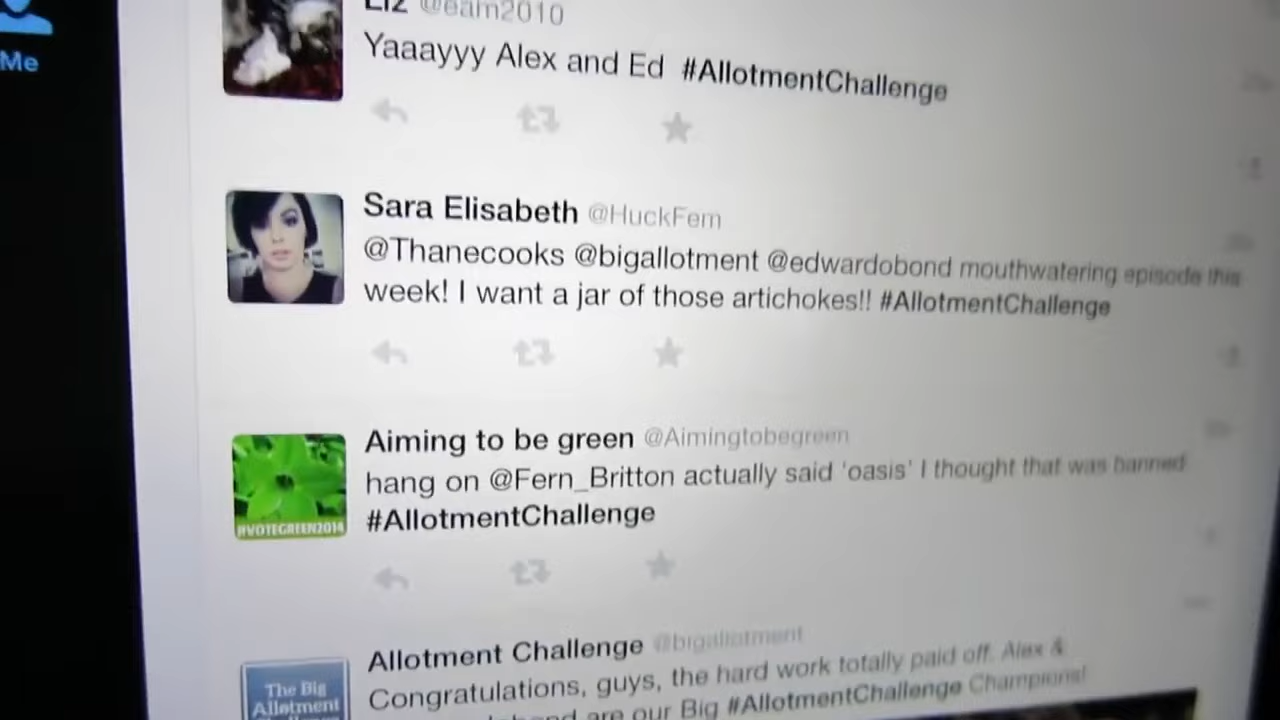 Liz @eam2010
Me
Yaaayyy Alex and Ed #AllotmentChallenge
Sara Elisabeth @HuckFem
@Thanecooks @bigallotment @edwardobond mouthwatering episode this
week! I want a jar of those artichokes!! #AllotmentChallenge
Aiming to be green @Aimingtobegreen
hang on @Fern_Britton actually said 'oasis' I thought that was banned
#AllotmentChallenge
#VOTEGREEN2014
Allotment Challenge @bigallotment
Congratulations, guys, the hard work totally paid off. Alex &
The Big
Allotment
are our Big #AllotmentChallenge Champions!